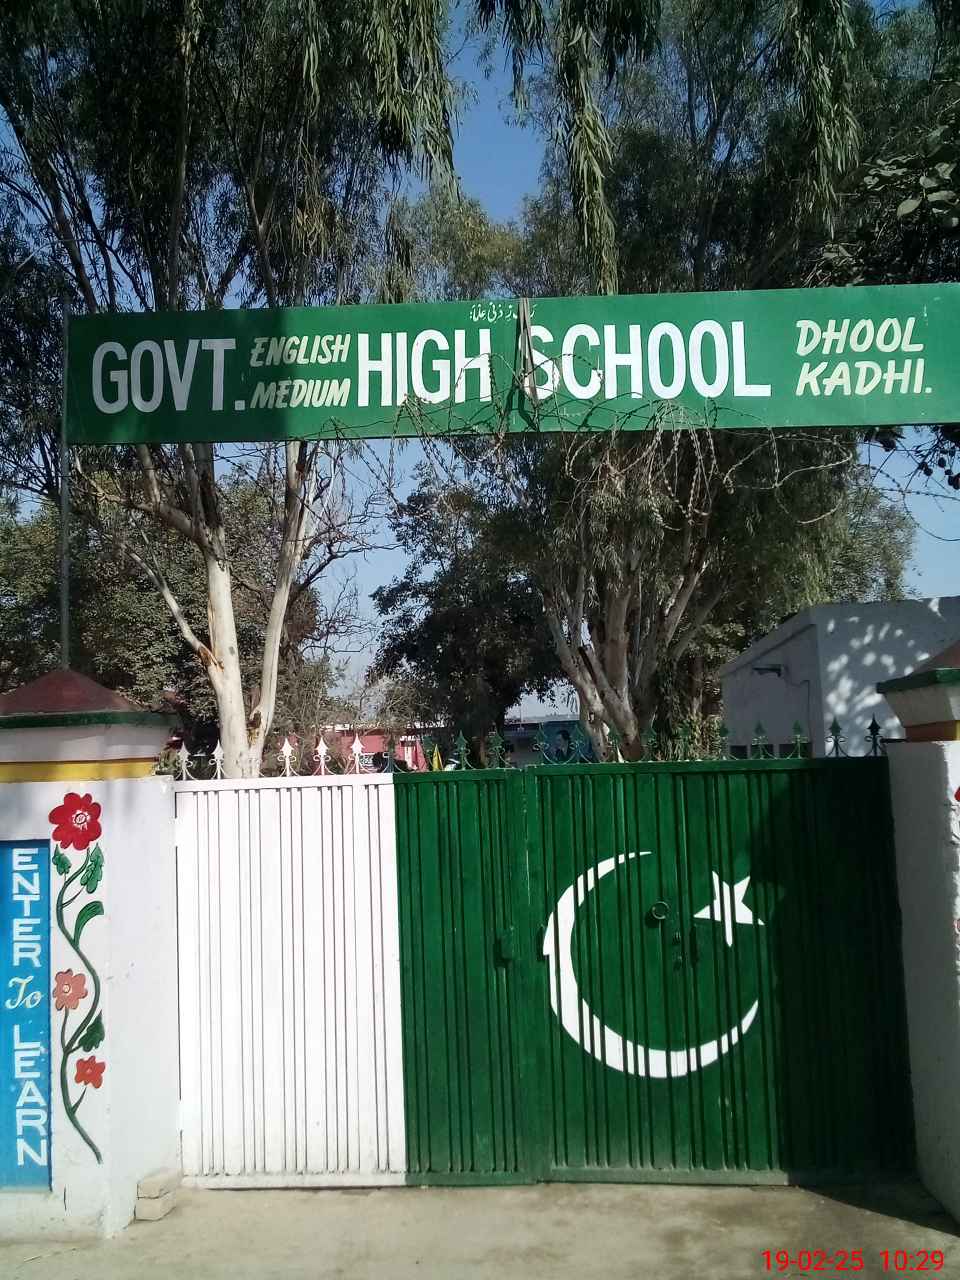 رَبِّ زِدْنِی عِلْمًا
GOVT. ENGLISH MEDIUM HIGH SCHOOL DHOOL KADHI.
ENTER To LEARN
19-02-25 10:29